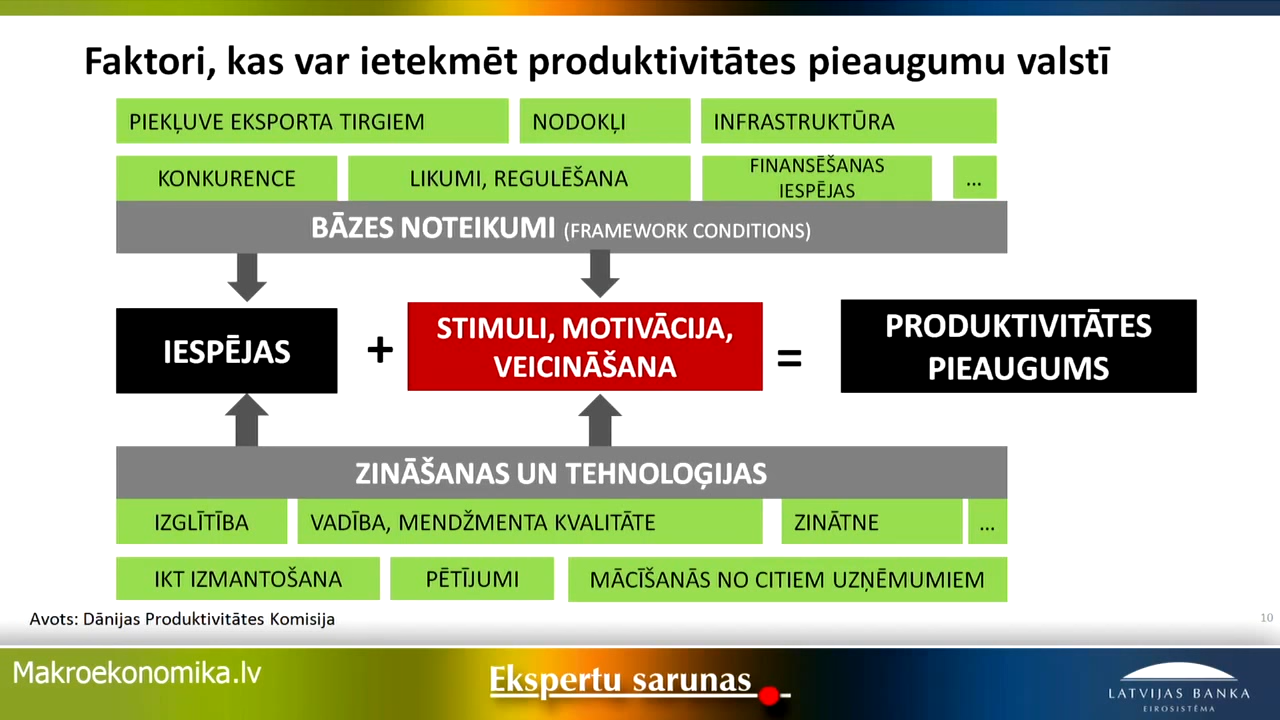 Faktori, kas var ietekmēt produktivitātes pieaugumu valstī
PIEKĻUVE EKSPORTA TIRGIEM
NODOKĻI
INFRASTRUKTŪRA
KONKURENCE
LIKUMI, REGULĒŠANA
FINANSĒŠANAS
IESPĒJAS
...
BĀZES NOTEIKUMI (FRAMEWORK CONDITIONS)
IESPĒJAS
+
STIMULI, MOTIVĀCIJA,
VEICINĀŠANA
=
PRODUKTIVITĀTES
PIEAUGUMS
ZINĀŠANAS UN TEHNOLOĢIJAS
IZGLĪTĪBA
VADĪBA, MENDŽMENTA KVALITĀTE
ZINĀTNE
...
IKT IZMANTOŠANA
PĒTĪJUMI
MĀCĪŠANĀS NO CITIEM UZŅĒMUMIEM
Avots: Dānijas Produktivitātes Komisija
10
Makroekonomika.lv
Ekspertu sarunas
LATVIJAS BANKA
EIROSISTĒMA